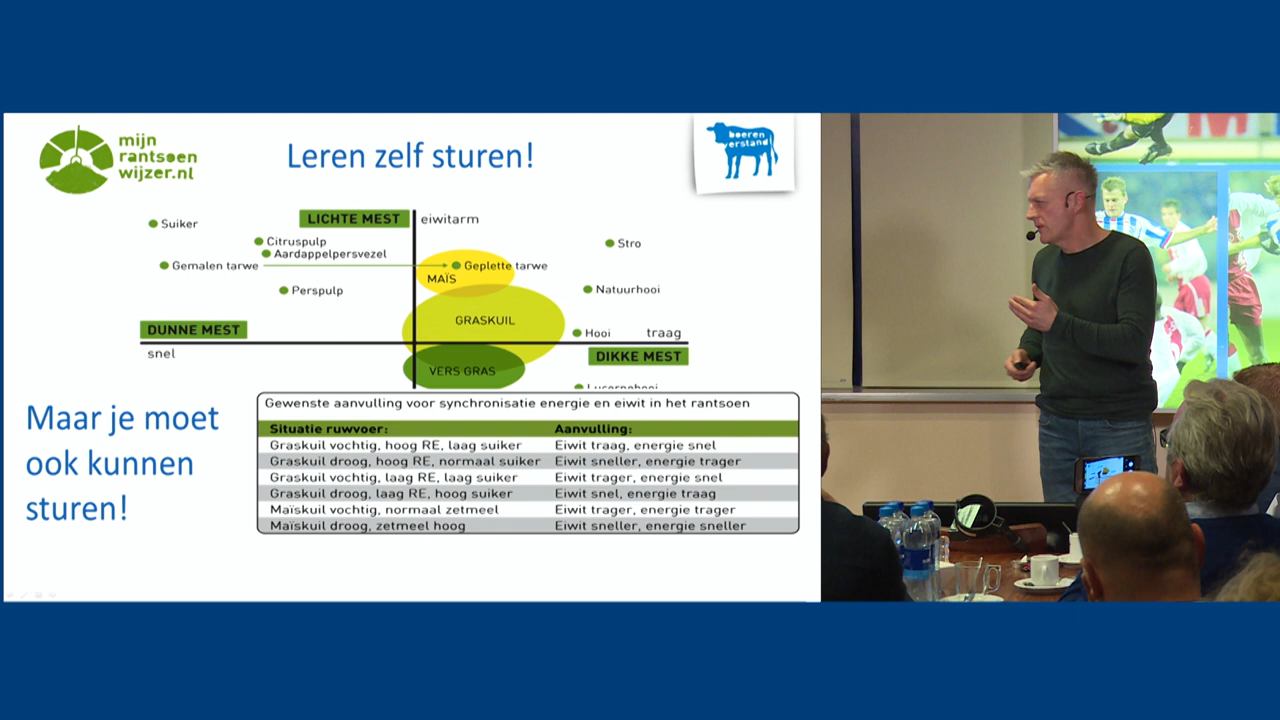 mijn
rantsoen
wijzer.nl
Leren zelf sturen!
boeren
verstand
LICHTE MEST
eiwitarm
Suiker
Citruspulp
Stro
Aardappelpersvezel
Gemalen tarwe
Geplette tarwe
MAÏS
Perspulp
Natuurhooi
GRASKUIL
DUNNE MEST
Hooi
traag
snel
DIKKE MEST
VERS GRAS
Lucernehooi
Maar je moet
ook kunnen
sturen!
Gewenste aanvulling voor synchronisatie energie en eiwit in het rantsoen
Situatie ruwvoer: Aanvulling:
Graskuil vochtig, hoog RE, laag suiker Eiwit traag, energie snel
Graskuil droog, hoog RE, normaal suiker Eiwit sneller, energie trager
Graskuil vochtig, laag RE, laag suiker Eiwit trager, energie snel
Graskuil droog, laag RE, hoog suiker Eiwit snel, energie traag
Maïskuil vochtig, normaal zetmeel Eiwit trager, energie trager
Maïskuil droog, zetmeel hoog Eiwit sneller, energie sneller